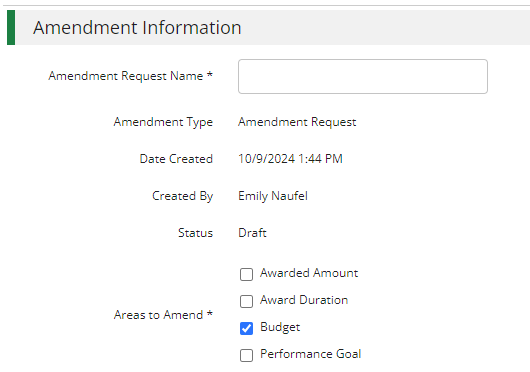 Amendment Information
Amendment Request Name *
Amendment Type Amendment Request
Date Created 10/9/2024 1:44 PM
Created By Emily Naufel
Status Draft
Awarded Amount
Award Duration
Areas to Amend *
Budget
Performance Goal